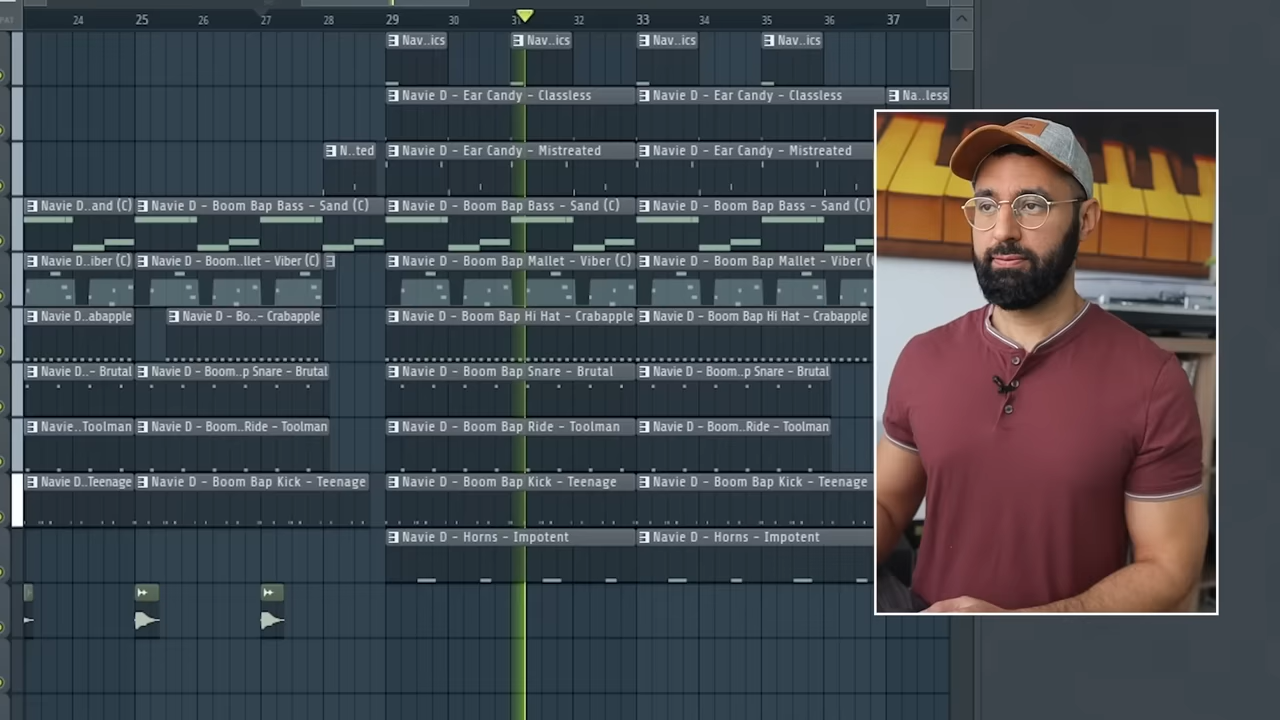 PAT 24 25 26 27 28 29 30 31 32 33 34 35 36 37
Nav..ics Nav..ics Nav..ics Nav..ics
Navie D - Ear Candy - Classless Navie D - Ear Candy - Classless Na..less
N..ted Navie D - Ear Candy - Mistreated Navie D - Ear Candy - Mistreated
Navie D..and (C) Navie D - Boom Bap Bass - Sand (C) Navie D - Boom Bap Bass - Sand (C) Navie D - Boom Bap Bass - Sand (C)
Navie D..iber (C) Navie D - Boom..llet - Viber (C) Navie D - Boom Bap Mallet - Viber (C) Navie D - Boom Bap Mallet - Viber (
Navie D..abapple Navie D - Bo..- Crabapple Navie D - Boom Bap Hi Hat - Crabapple Navie D - Boom Bap Hi Hat - Crabapple
Navie D..- Brutal Navie D - Boom..p Snare - Brutal Navie D - Boom Bap Snare - Brutal Navie D - Boom..p Snare - Brutal
Navie..Toolman Navie D - Boom..Ride - Toolman Navie D - Boom Bap Ride - Toolman Navie D - Boom..Ride - Toolman
Navie D..Teenage Navie D - Boom Bap Kick - Teenage Navie D - Boom Bap Kick - Teenage Navie D - Boom Bap Kick - Teenage
Navie D - Horns - Impotent Navie D - Horns - Impotent